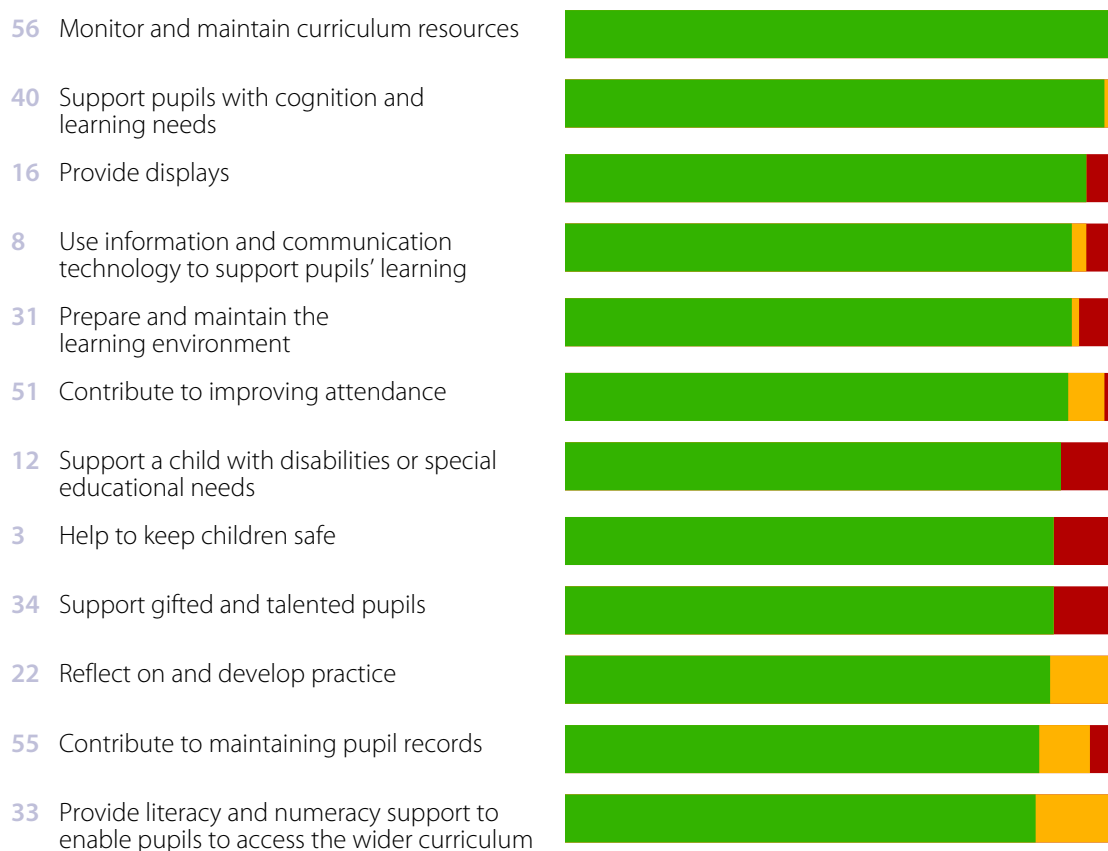 56 Monitor and maintain curriculum resources
40 Support pupils with cognition and
learning needs
16 Provide displays
8 Use information and communication
technology to support pupils’ learning
31 Prepare and maintain the
learning environment
51 Contribute to improving attendance
12 Support a child with disabilities or special
educational needs
3 Help to keep children safe
34 Support gifted and talented pupils
22 Reflect on and develop practice
55 Contribute to maintaining pupil records
33 Provide literacy and numeracy support to
enable pupils to access the wider curriculum